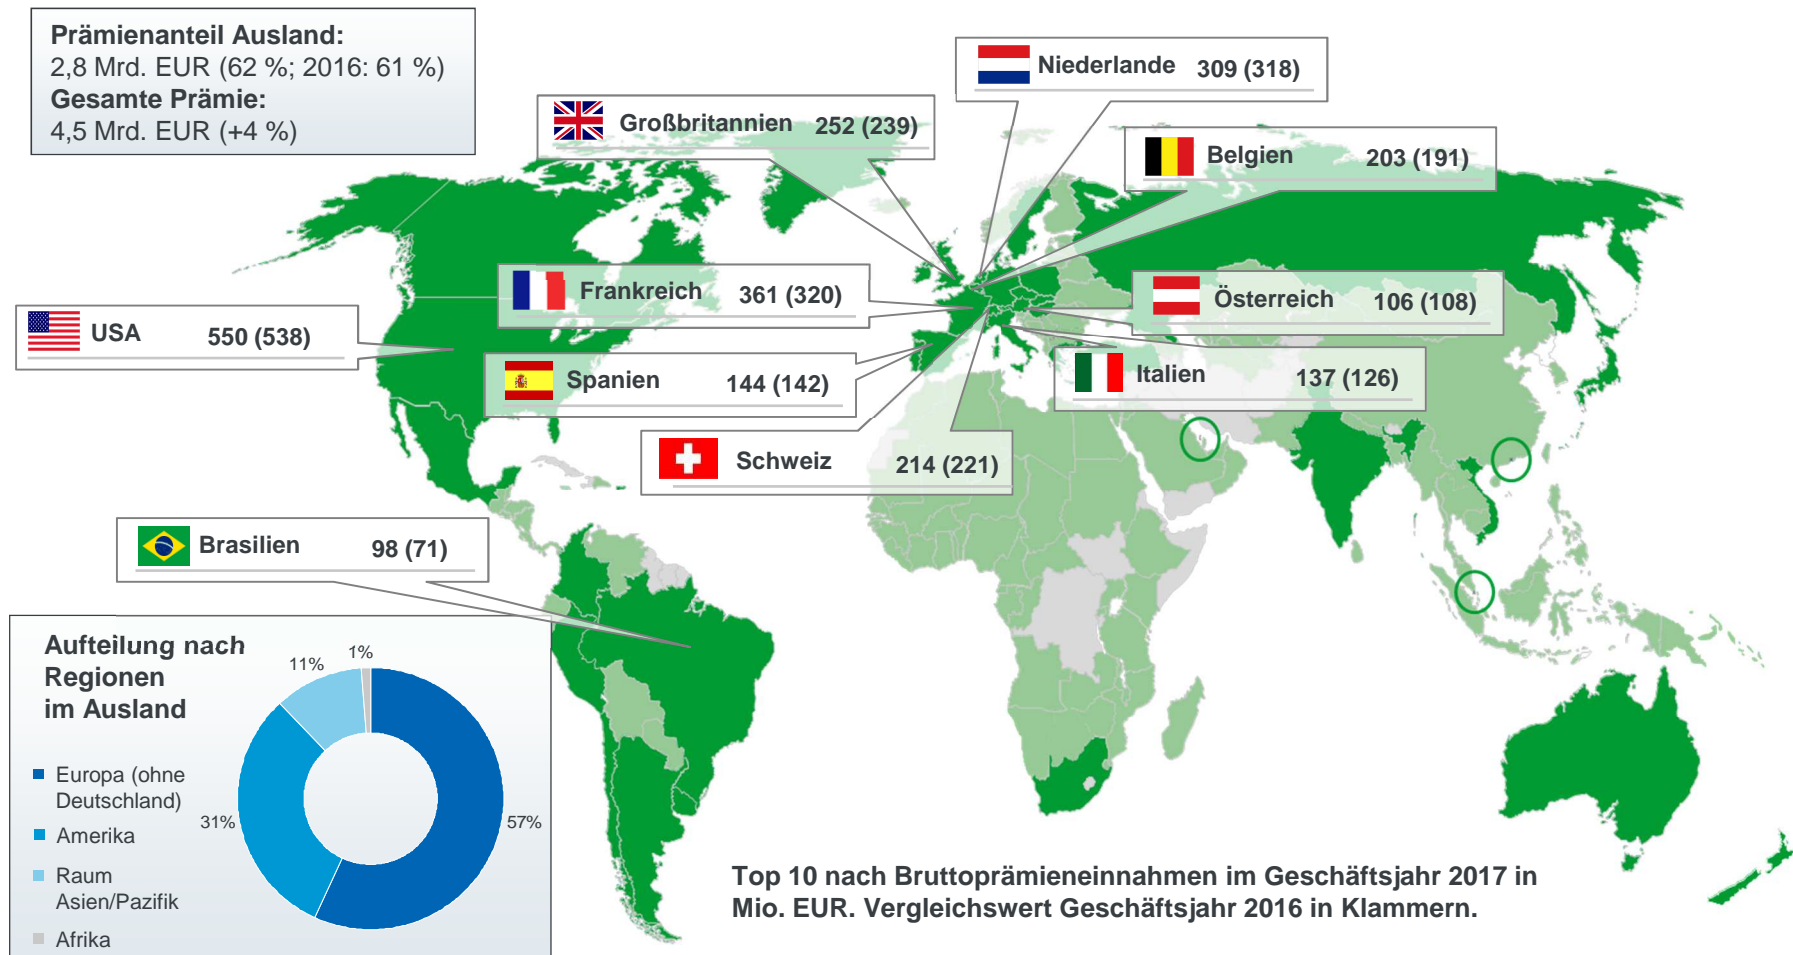 Prämienanteil Ausland:
2,8 Mrd. EUR (62 %; 2016: 61 %)
Gesamte Prämie:
4,5 Mrd. EUR (+4 %)
Niederlande 309 (318)
Großbritannien 252 (239)
Belgien 203 (191)
Frankreich 361 (320)
Österreich 106 (108)
USA 550 (538)
Spanien 144 (142)
Italien 137 (126)
Schweiz 214 (221)
Brasilien 98 (71)
Aufteilung nach
Regionen
im Ausland
11%
1%
31%
57%
Europa (ohne
Deutschland)
Amerika
Raum
Asien/Pazifik
Afrika
Top 10 nach Bruttoprämieneinnahmen im Geschäftsjahr 2017 in
Mio. EUR. Vergleichswert Geschäftsjahr 2016 in Klammern.